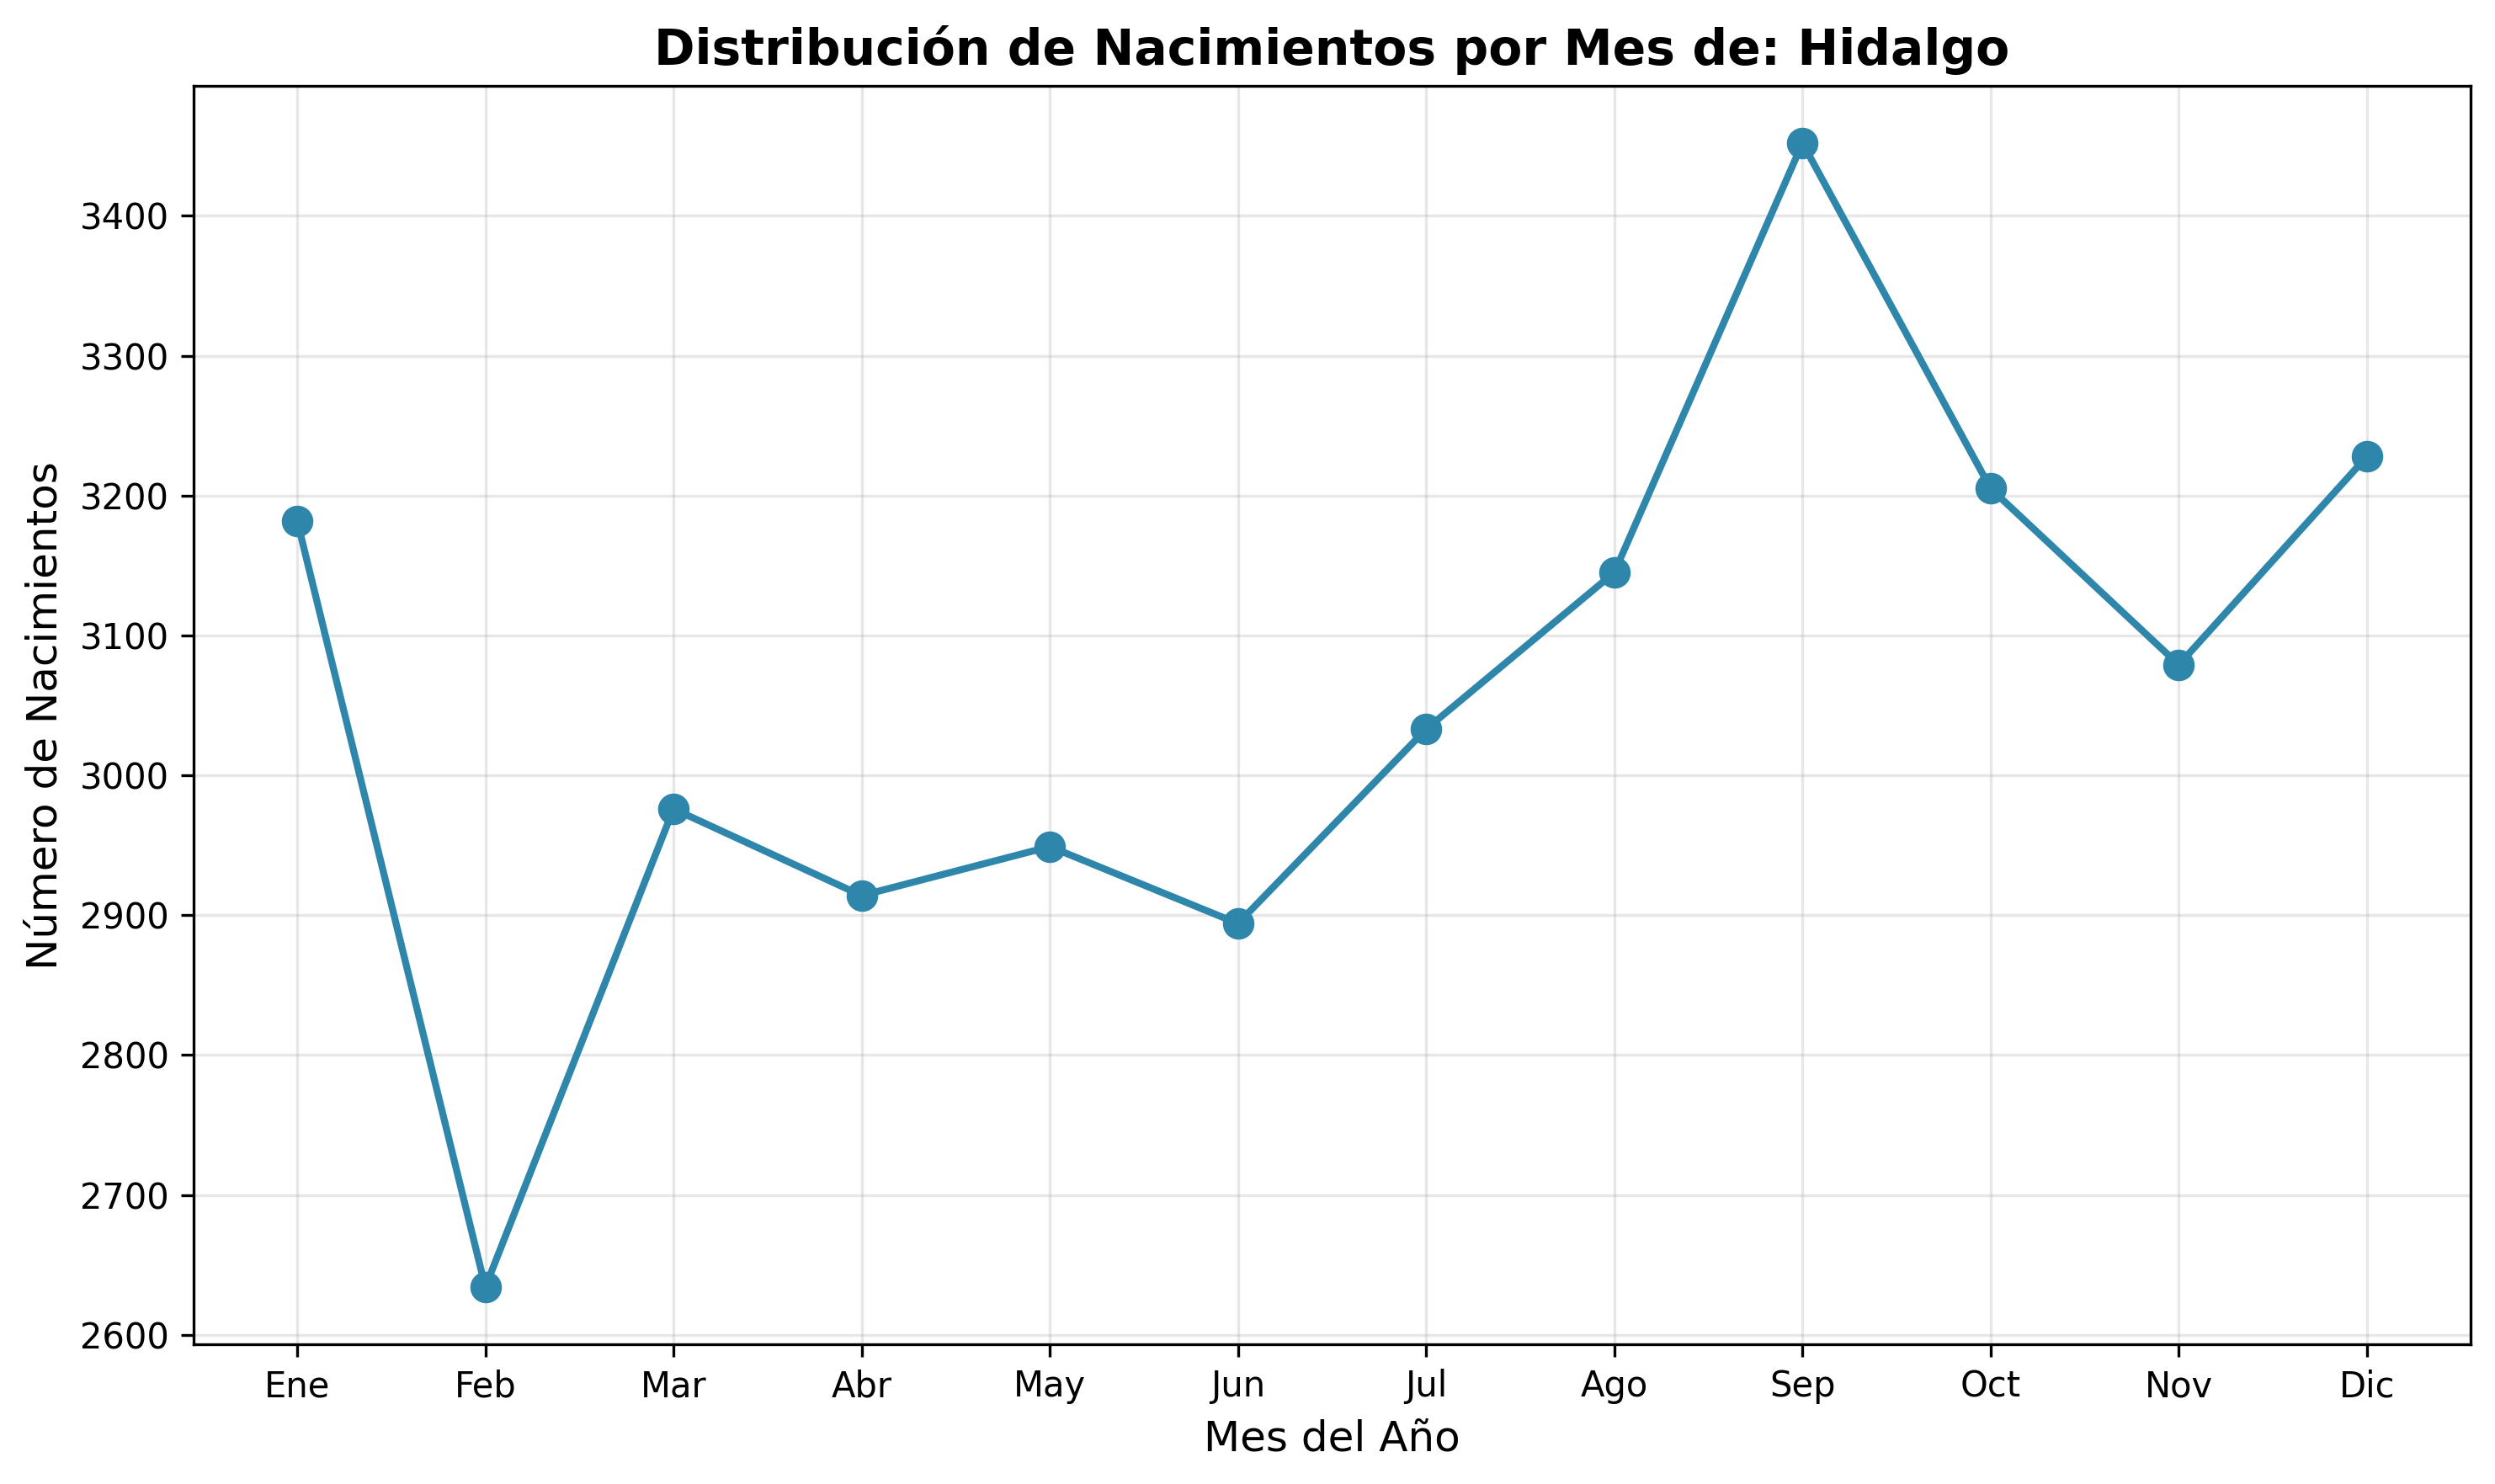 Distribución de Nacimientos por Mes de: Hidalgo
Número de Nacimientos
3400
3300
3200
3100
3000
2900
2800
2700
2600
Ene Feb Mar Abr May Jun Jul Ago Sep Oct Nov Dic
Mes del Año